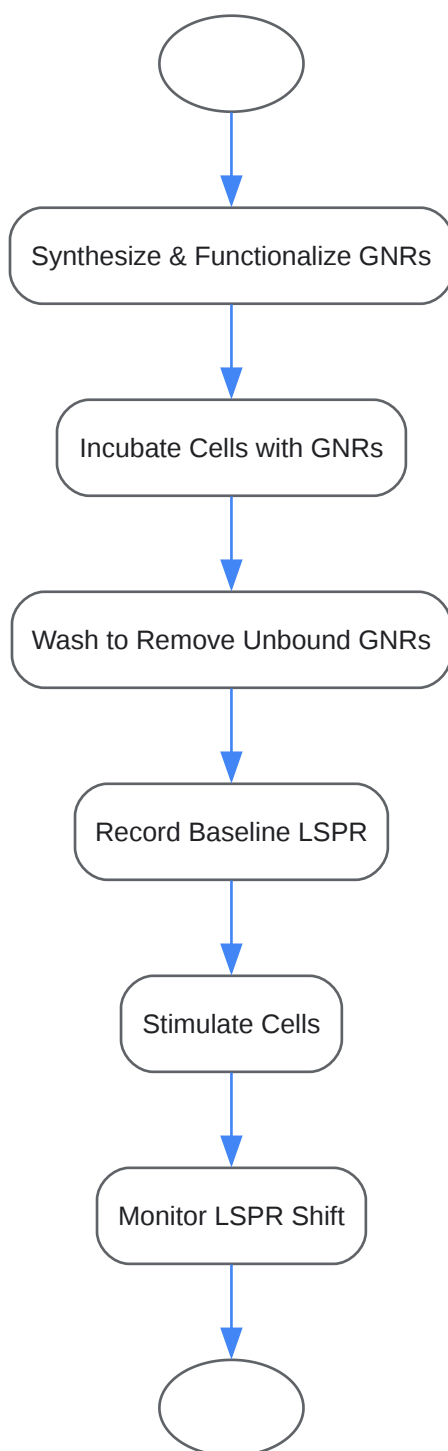 Synthesize & Functionalize GNRs
Incubate Cells with GNRs
Wash to Remove Unbound GNRs
Record Baseline LSPR
Stimulate Cells
Monitor LSPR Shift